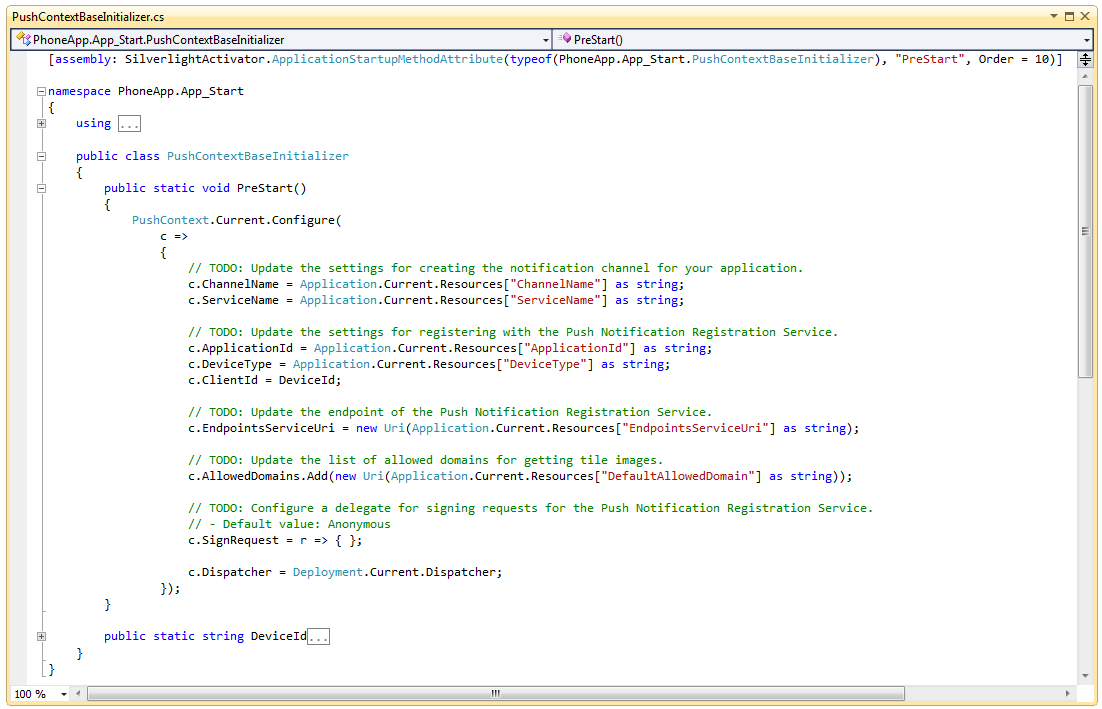 PushContextBaseInitializer.cs
PhoneApp.App_Start.PushContextBaseInitializer PreStart()
[assembly: SilverlightActivator.ApplicationStartupMethodAttribute(typeof(PhoneApp.App_Start.PushContextBaseInitializer), "PreStart", Order = 10)]
namespace PhoneApp.App_Start
{
using ...
public class PushContextBaseInitializer
{
public static void PreStart()
{
PushContext.Current.Configure(
c =>
{
// TODO: Update the settings for creating the notification channel for your application.
c.ChannelName = Application.Current.Resources["ChannelName"] as string;
c.ServiceName = Application.Current.Resources["ServiceName"] as string;
// TODO: Update the settings for registering with the Push Notification Registration Service.
c.ApplicationId = Application.Current.Resources["ApplicationId"] as string;
c.DeviceType = Application.Current.Resources["DeviceType"] as string;
c.ClientId = DeviceId;
// TODO: Update the endpoint of the Push Notification Registration Service.
c.EndpointsServiceUri = new Uri(Application.Current.Resources["EndpointsServiceUri"] as string);
// TODO: Update the list of allowed domains for getting tile images.
c.AllowedDomains.Add(new Uri(Application.Current.Resources["DefaultAllowedDomain"] as string));
// TODO: Configure a delegate for signing requests for the Push Notification Registration Service.
// - Default value: Anonymous
c.SignRequest = r => { };
c.Dispatcher = Deployment.Current.Dispatcher;
});
}
public static string DeviceId...
}
}
100 %